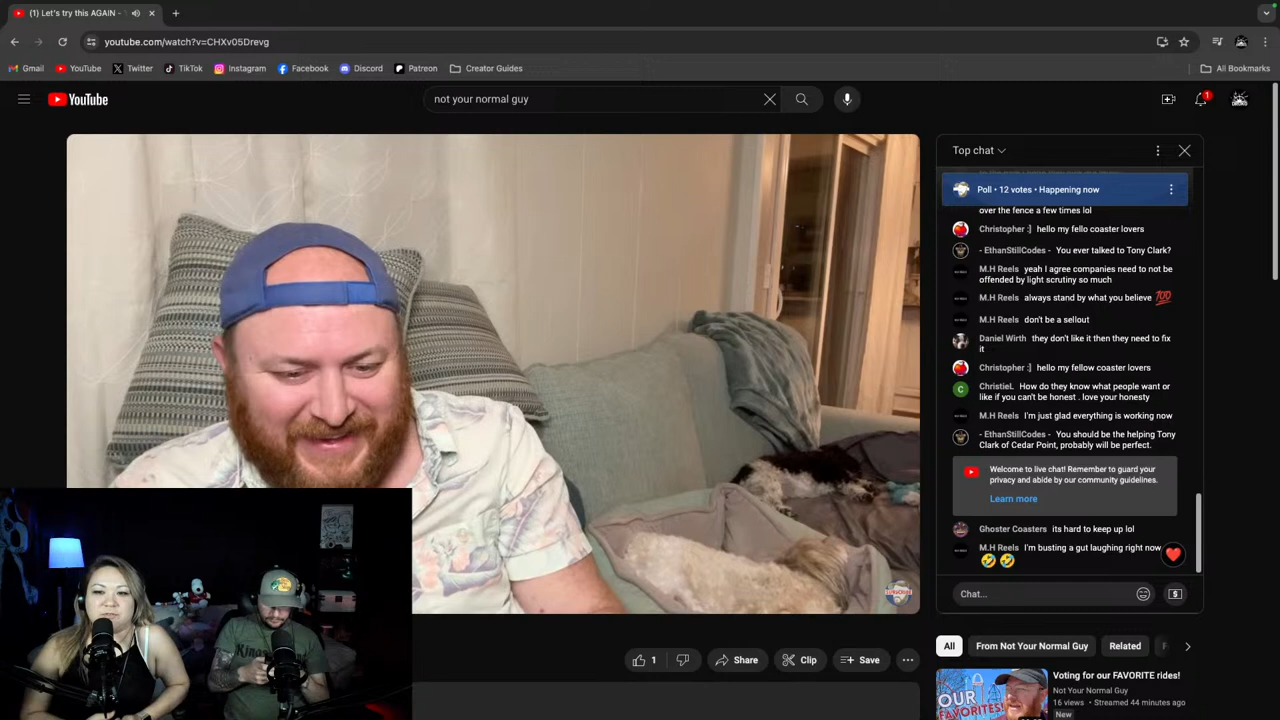 (1) Let's try this AGAIN -
youtube.com/watch?v=CHXv05Drevg
Gmail
YouTube
Twitter
TikTok
Instagram
Facebook
Discord
Patreon
Creator Guides
All Bookmarks
YouTube
not your normal guy
1
Top chat
Poll • 12 votes • Happening now
over the fence a few times lol
Christopher :] hello my fello coaster lovers
- EthanStillCodes - You ever talked to Tony Clark?
M.H Reels yeah I agree companies need to not be
offended by light scrutiny so much
M.H Reels always stand by what you believe 💯
M.H Reels don't be a sellout
Daniel Wirth they don't like it then they need to fix
it
Christopher :] hello my fellow coaster lovers
C
ChristieL How do they know what people want or
like if you can't be honest . love your honesty
M.H Reels I'm just glad everything is working now
- EthanStillCodes - You should be the helping Tony
Clark of Cedar Point, probably will be perfect.
Welcome to live chat! Remember to guard your
privacy and abide by our community guidelines.
Learn more
Ghoster Coasters its hard to keep up lol
M.H Reels I'm busting a gut laughing right now
🤣 🤣
Chat...
1
Share
Clip
Save
All
From Not Your Normal Guy
Related
OUR
FAVORITES!
Voting for our FAVORITE rides!
Not Your Normal Guy
16 views • Streamed 44 minutes ago
New